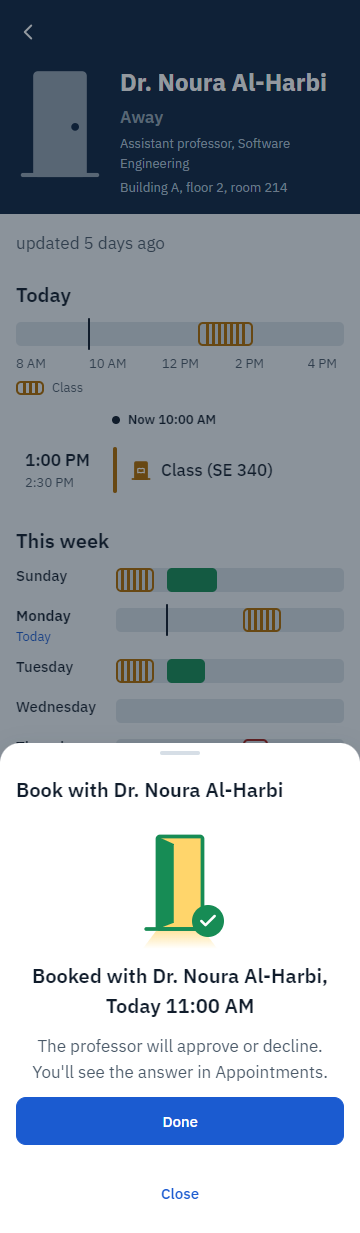 Dr. Noura Al-Harbi
Away
Assistant professor, Software
Engineering
Building A, floor 2, room 214
updated 5 days ago
Today
8 AM 10 AM 12 PM 2 PM 4 PM
Class
Now 10:00 AM
1:00 PM
2:30 PM
Class (SE 340)
This week
Sunday
Monday
Today
Tuesday
Wednesday
Book with Dr. Noura Al-Harbi
Booked with Dr. Noura Al-Harbi,
Today 11:00 AM
The professor will approve or decline.
You'll see the answer in Appointments.
Done
Close